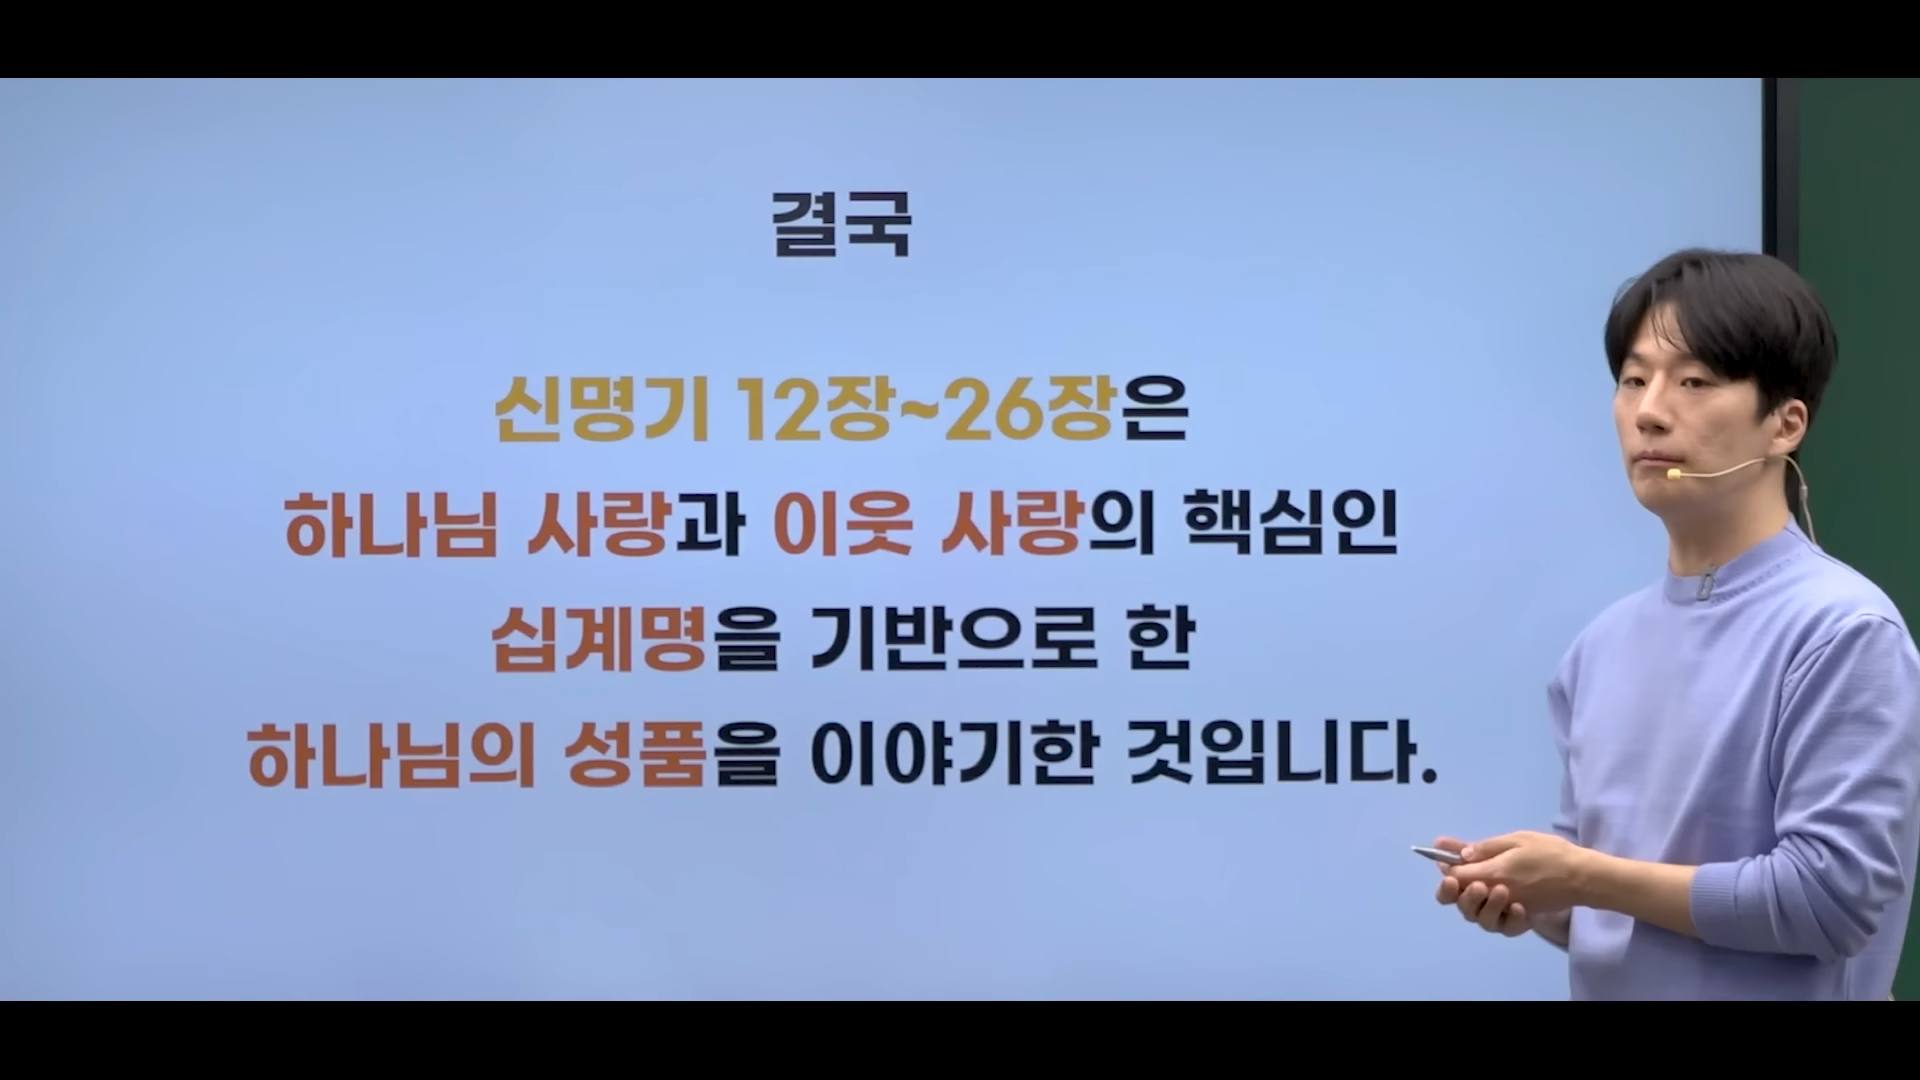 결국
신명기 12장~26장은
하나님 사랑과 이웃 사랑의 핵심인
십계명을 기반으로 한
하나님의 성품을 이야기한 것입니다.